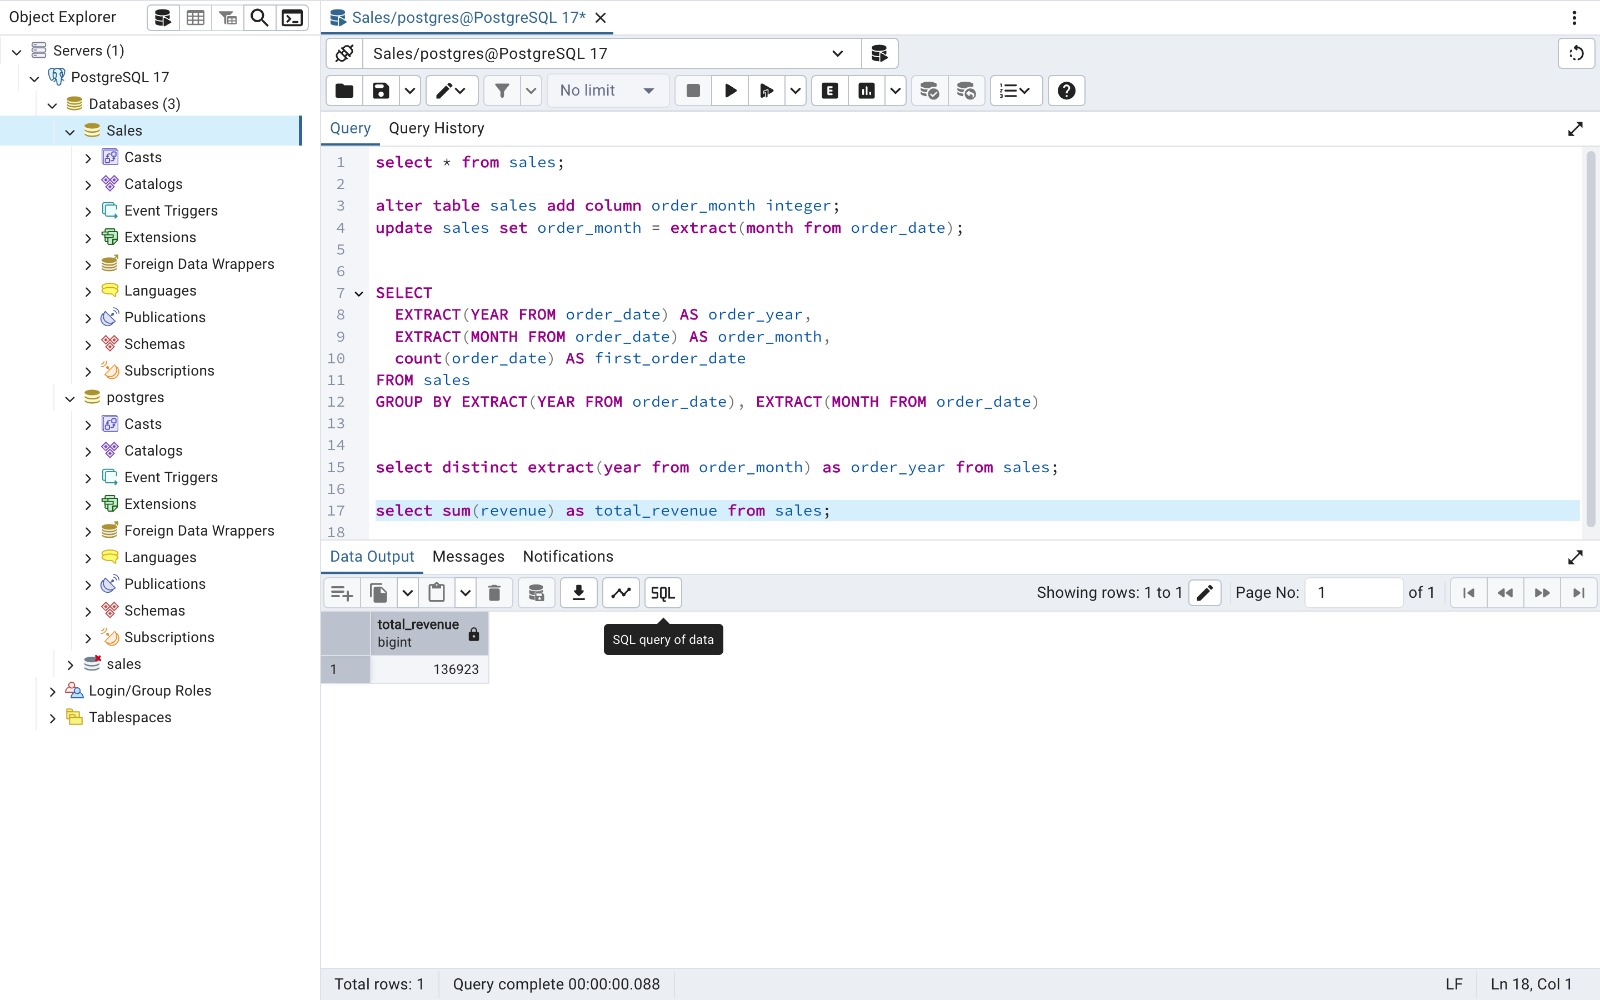 Object Explorer
Servers (1)
PostgreSQL 17
Databases (3)
Sales
Casts
Catalogs
Event Triggers
Extensions
Foreign Data Wrappers
Languages
Publications
Schemas
Subscriptions
postgres
Casts
Catalogs
Event Triggers
Extensions
Foreign Data Wrappers
Languages
Publications
Schemas
Subscriptions
sales
Login/Group Roles
Tablespaces
Sales/postgres@PostgreSQL 17*
Sales/postgres@PostgreSQL 17
No limit
E
Query Query History
1 select * from sales;
2
3 alter table sales add column order_month integer;
4 update sales set order_month = extract(month from order_date);
5
6
7 SELECT
8 EXTRACT(YEAR FROM order_date) AS order_year,
9 EXTRACT(MONTH FROM order_date) AS order_month,
10 count(order_date) AS first_order_date
11 FROM sales
12 GROUP BY EXTRACT(YEAR FROM order_date), EXTRACT(MONTH FROM order_date)
13
14
15 select distinct extract(year from order_month) as order_year from sales;
16
17 select sum(revenue) as total_revenue from sales;
18
Data Output Messages Notifications
SQL Showing rows: 1 to 1 Page No: 1 of 1
SQL query of data
total_revenue
bigint
1 136923
Total rows: 1 Query complete 00:00:00.088 LF Ln 18, Col 1